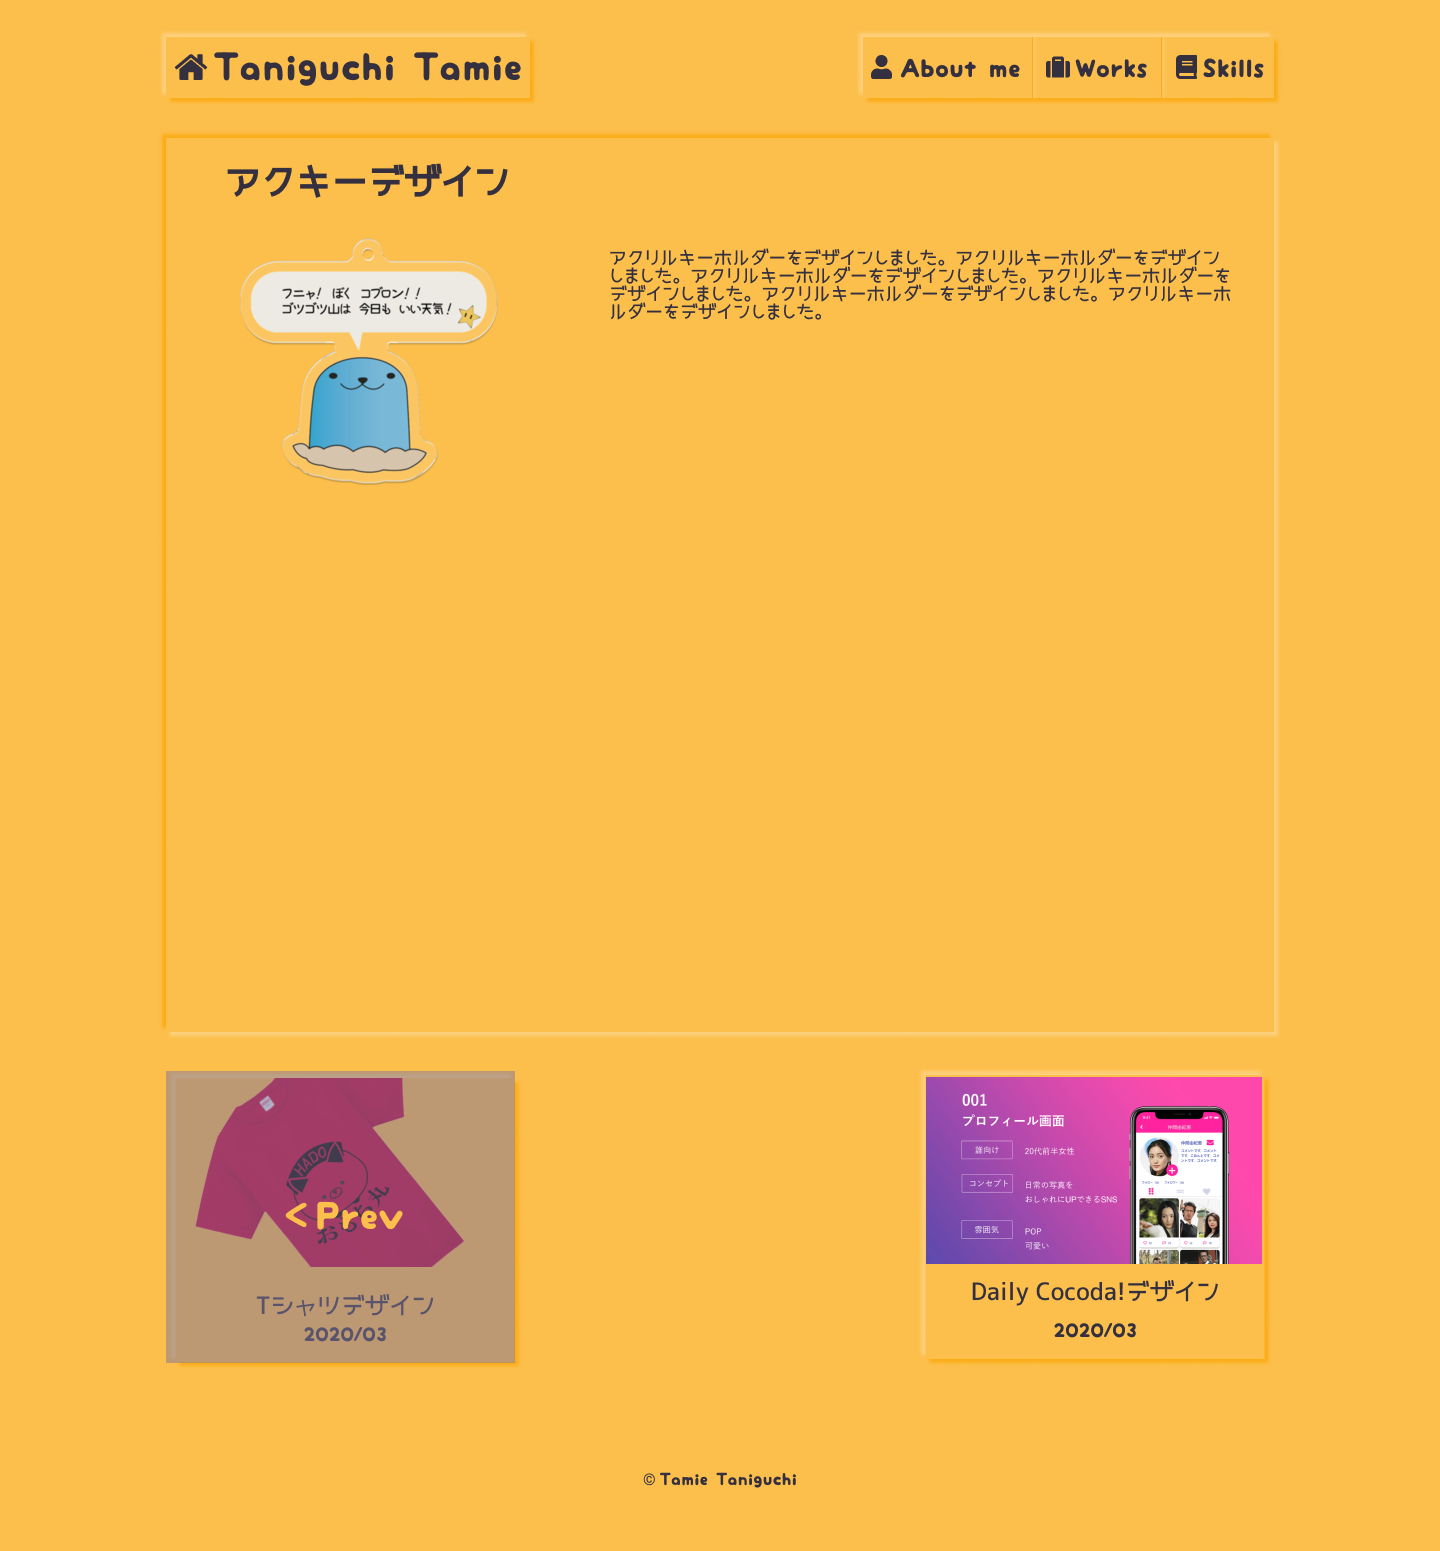 Taniguchi Tamie
About me
Works
Skills
アクキーデザイン
フニャ！ ぼく コブロン！！
ゴツゴツ山は 今日も いい天気！
アクリルキーホルダーをデザインしました。アクリルキーホルダーをデザイン
しました。アクリルキーホルダーをデザインしました。アクリルキーホルダーを
デザインしました。アクリルキーホルダーをデザインしました。アクリルキーホ
ルダーをデザインしました。
HADO
< Prev
Tシャツデザイン
2020/03
001
プロフィール画面
誰向け
20代前半女性
コンセプト
日常の写真を
おしゃれにUPできるSNS
雰囲気
POP
可愛い
Daily Cocoda!デザイン
2020/03
© Tamie Taniguchi